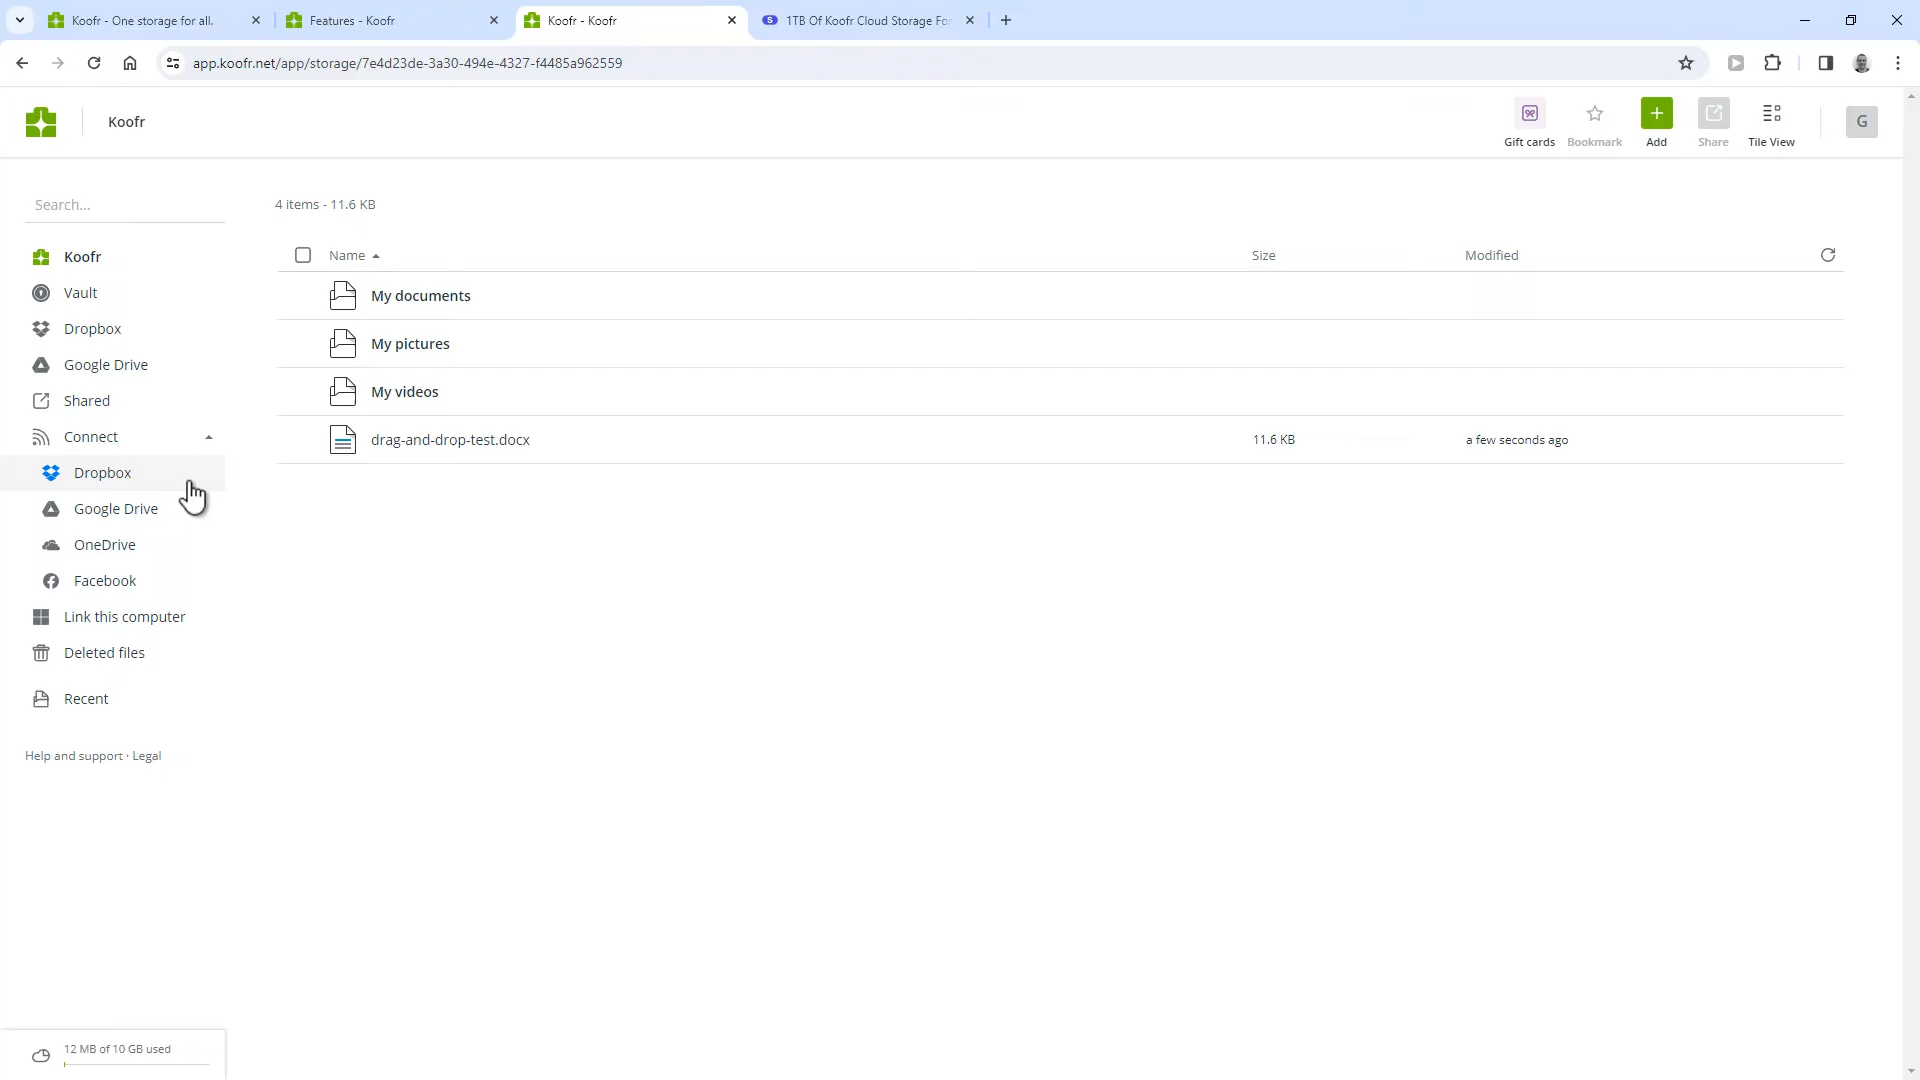 Koofr - One storage for all.
Features - Koofr
Koofr - Koofr
1TB Of Koofr Cloud Storage For
app.koofr.net/app/storage/7e4d23de-3a30-494e-4327-f4485a962559
Koofr
Gift cards
Bookmark
Add
Share
Tile View
G
Search...
4 items - 11.6 KB
Koofr
Vault
Dropbox
Google Drive
Shared
Connect
Dropbox
Google Drive
OneDrive
Facebook
Link this computer
Deleted files
Recent
Help and support · Legal
Name Size Modified
My documents
My pictures
My videos
drag-and-drop-test.docx 11.6 KB a few seconds ago
12 MB of 10 GB used